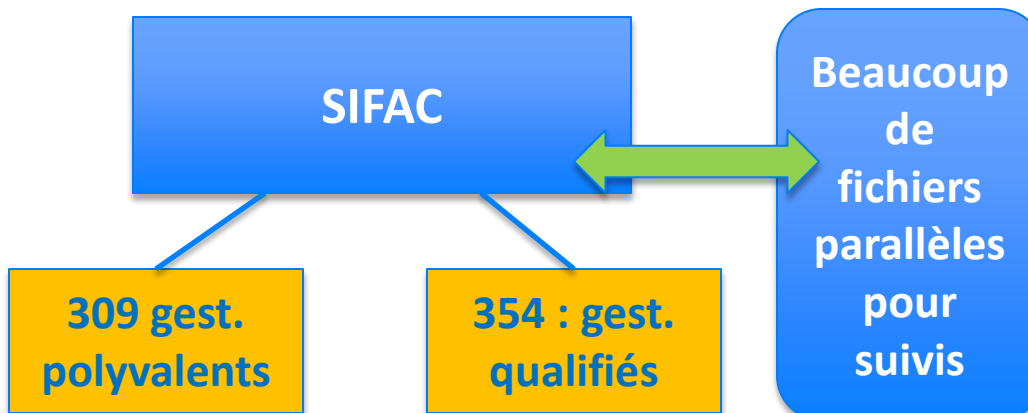 SIFAC
Beaucoup
de
fichiers
parallèles
pour
suivis
309 gest.
polyvalents
354 : gest.
qualifiés